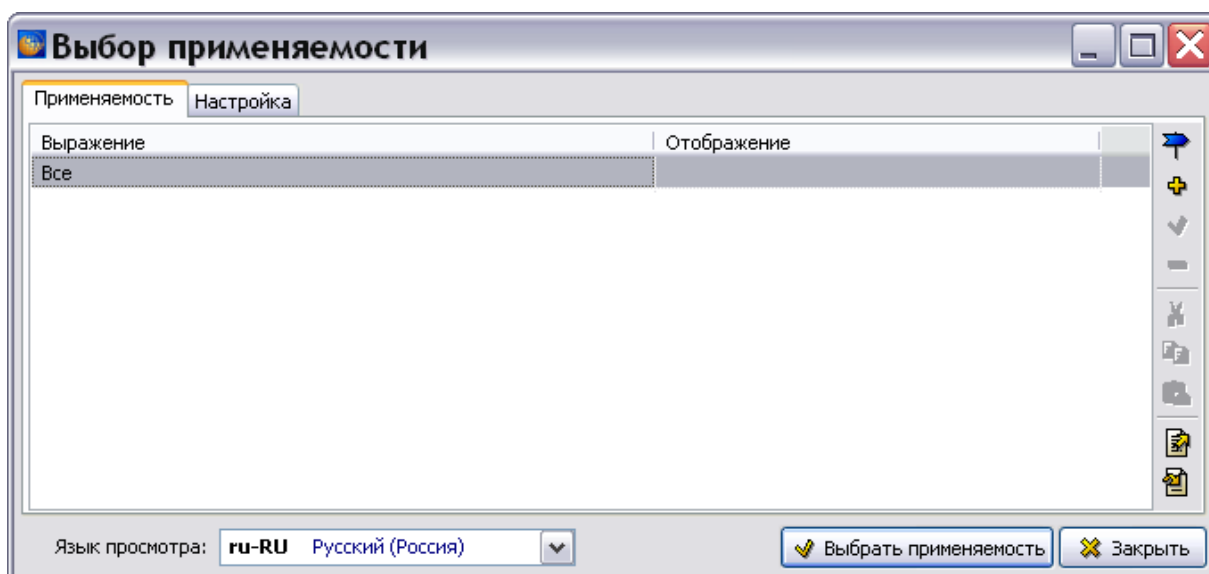 Выбор применяемости
Применяемость Настройка
Выражение Отображение
Все
Язык просмотра: ru-RU Русский (Россия) Выбрать применяемость Закрыть